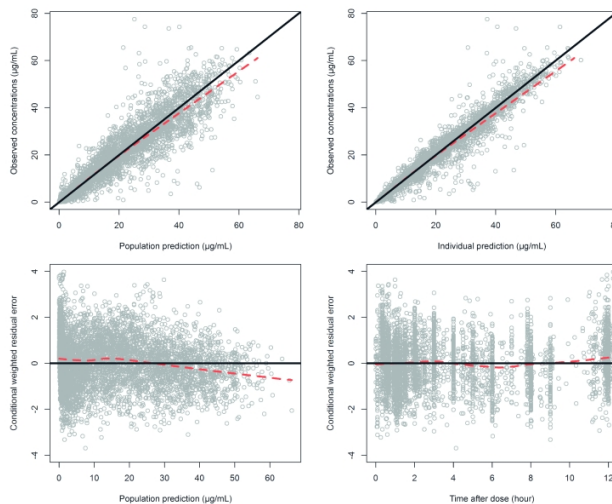 80
60
40
20
0
Observed concentrations (µg/mL)
0 20 40 60 80
Population prediction (µg/mL)
80
60
40
20
0
Observed concentrations (µg/mL)
0 20 40 60 80
Individual prediction (µg/mL)
4
2
0
-2
-4
Conditional weighted residual error
0 10 20 30 40 50 60
Population prediction (µg/mL)
4
2
0
-2
-4
Conditional weighted residual error
0 2 4 6 8 10 12
Time after dose (hour)